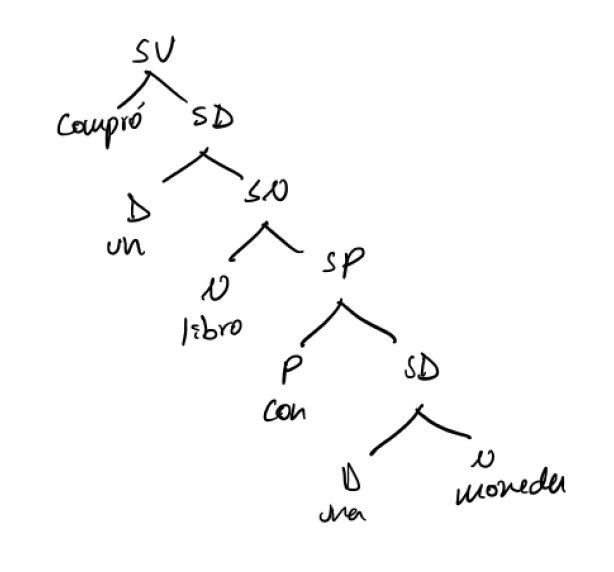 SV
compró SD
D SN
un
N SP
libro
P SD
con
D N
una moneda